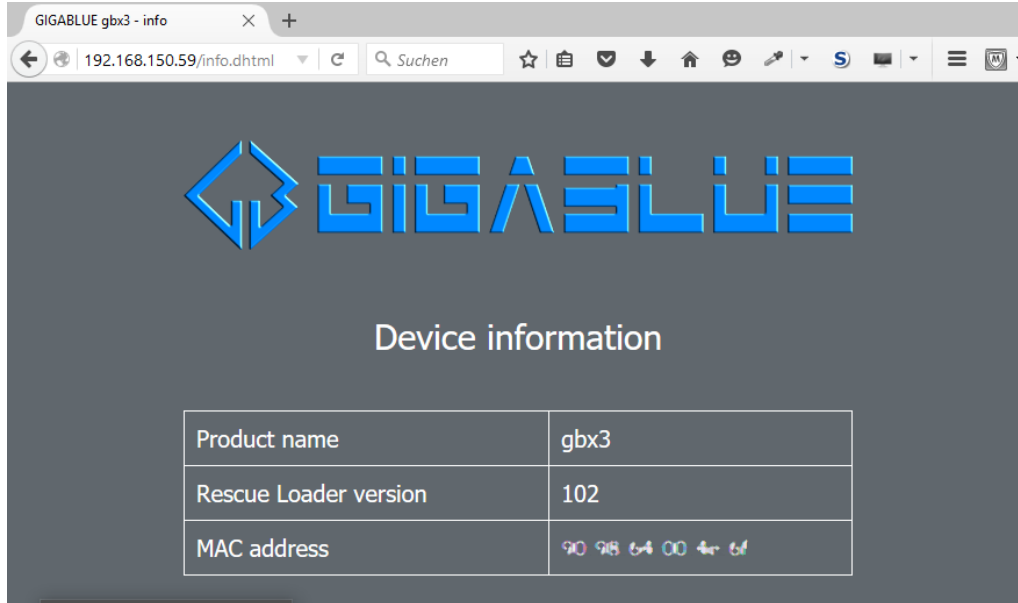 GIGABLUE gbx3 - info
192.168.150.59/info.dhtml
Suchen
GIGABLUE
Device information
Product name gbx3
Rescue Loader version 102
MAC address